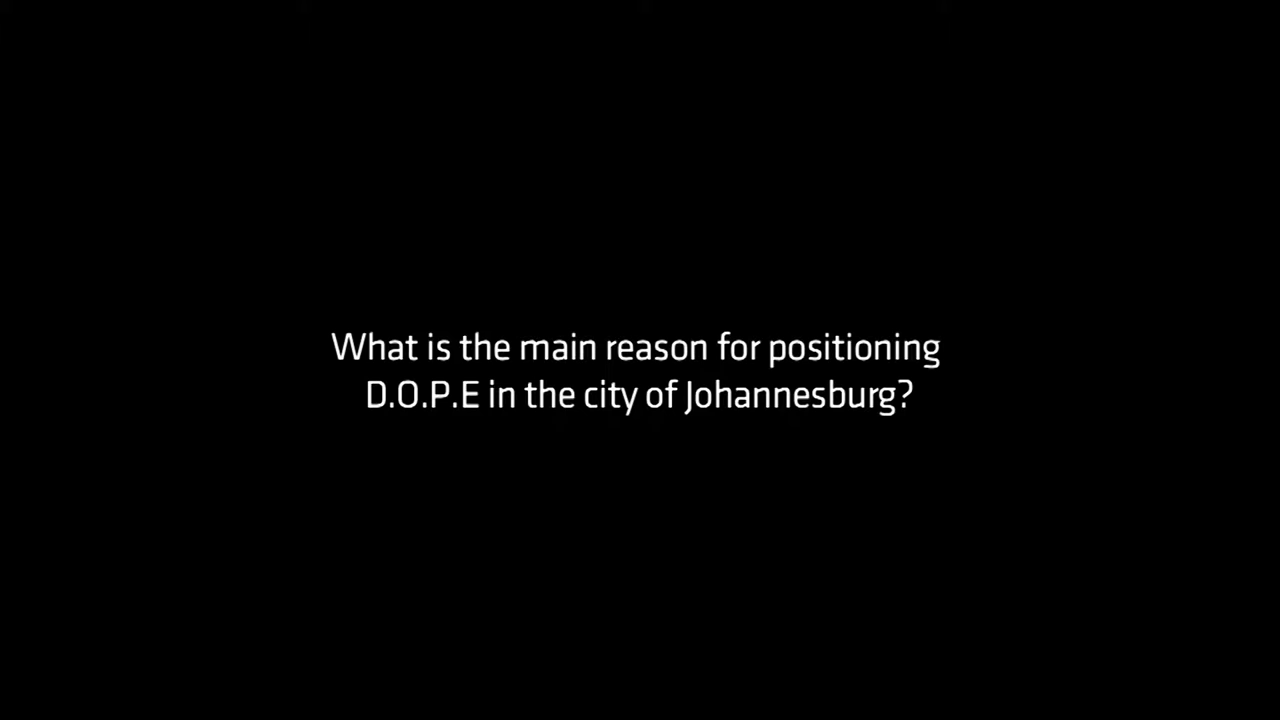 What is the main reason for positioning
D.O.P.E in the city of Johannesburg?